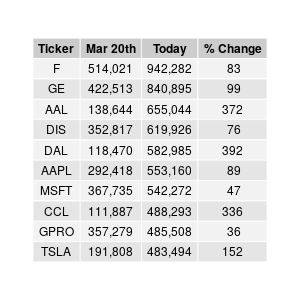 Ticker Mar 20th Today % Change
F 514,021 942,282 83
GE 422,513 840,895 99
AAL 138,644 655,044 372
DIS 352,817 619,926 76
DAL 118,470 582,985 392
AAPL 292,418 553,160 89
MSFT 367,735 542,272 47
CCL 111,887 488,293 336
GPRO 357,279 485,508 36
TSLA 191,808 483,494 152